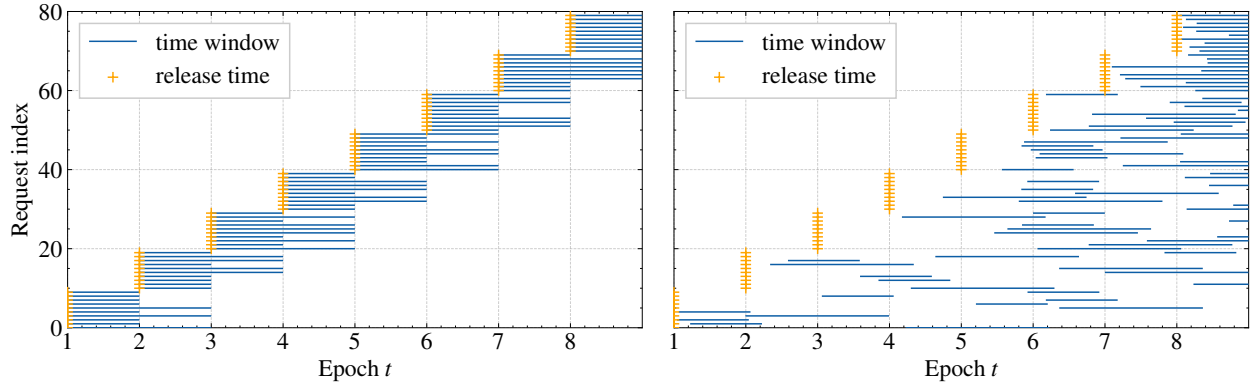 80
60
40
20
0
Request index
time window
release time
1 2 3 4 5 6 7 8
Epoch t
time window
release time
1 2 3 4 5 6 7 8
Epoch t